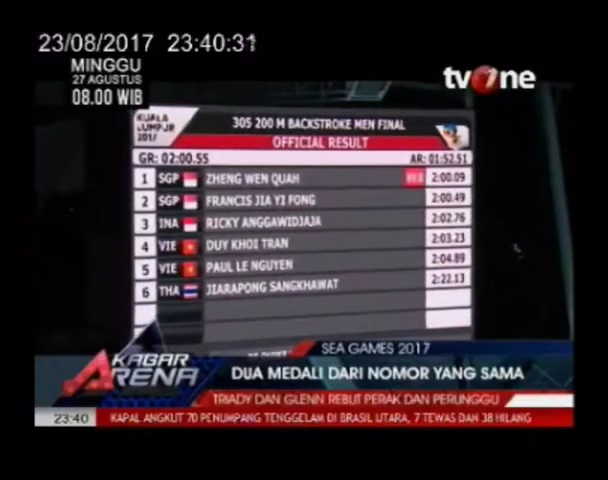 23/08/2017 23:40:31
MINGGU
27 AGUSTUS
08.00 WIB
tvOne
KUALA
LUMPUR
2017
305 200 M BACKSTROKE MEN FINAL
OFFICIAL RESULT
GR: 02:00.55 AR: 01:52.51
1 SGP ZHENG WEN QUAH 2:00.09
2 SGP FRANCIS JIA YI FONG 2:00.49
3 INA RICKY ANGGAWIDJAJA 2:02.76
4 VIE DUY KHOI TRAN 2:03.23
5 VIE PAUL LE NGUYEN 2:04.89
6 THA JIARAPONG SANGKHAWAT 2:22.13
KABAR
ARENA
SEA GAMES 2017
DUA MEDALI DARI NOMOR YANG SAMA
TRIADY DAN GLENN REBUT PERAK DAN PERUNGGU
23:40 KAPAL ANGKUT 70 PENUMPANG TENGGELAM DI BRASIL UTARA, 7 TEWAS DAN 38 HILANG